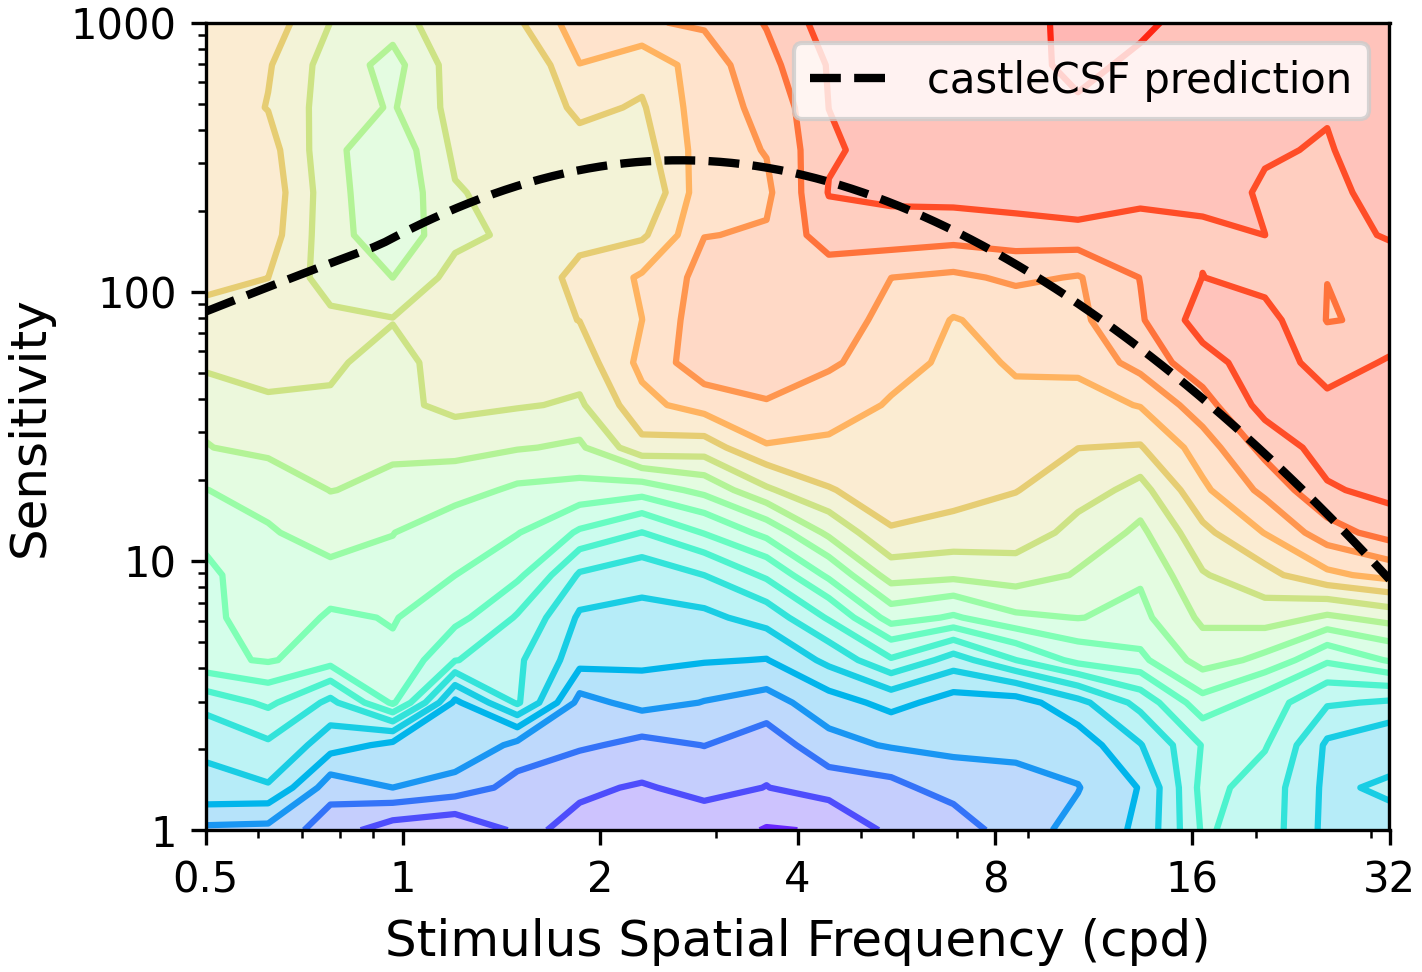 1000
100
10
1
Sensitivity
castleCSF prediction
0.5 1 2 4 8 16 32
Stimulus Spatial Frequency (cpd)